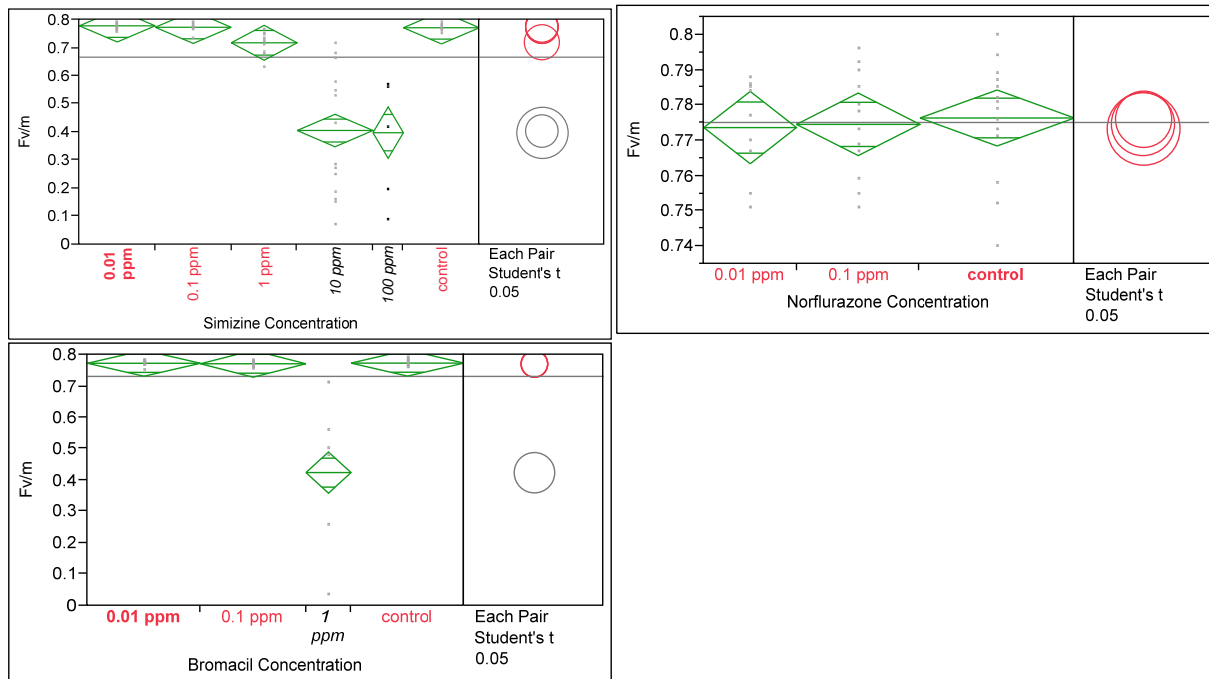 0.8
0.7
0.6
0.5
0.4
0.3
0.2
0.1
0
Fv/m
0.01
ppm
0.1 ppm
1 ppm
10 ppm
100 ppm
control
Each Pair
Student's t
0.05
Simizine Concentration
0.8
0.79
0.78
0.77
0.76
0.75
0.74
Fv/m
0.01 ppm
0.1 ppm
control
Each Pair
Student's t
0.05
Norflurazone Concentration
0.8
0.7
0.6
0.5
0.4
0.3
0.2
0.1
0
Fv/m
0.01 ppm
0.1 ppm
1
ppm
control
Each Pair
Student's t
0.05
Bromacil Concentration